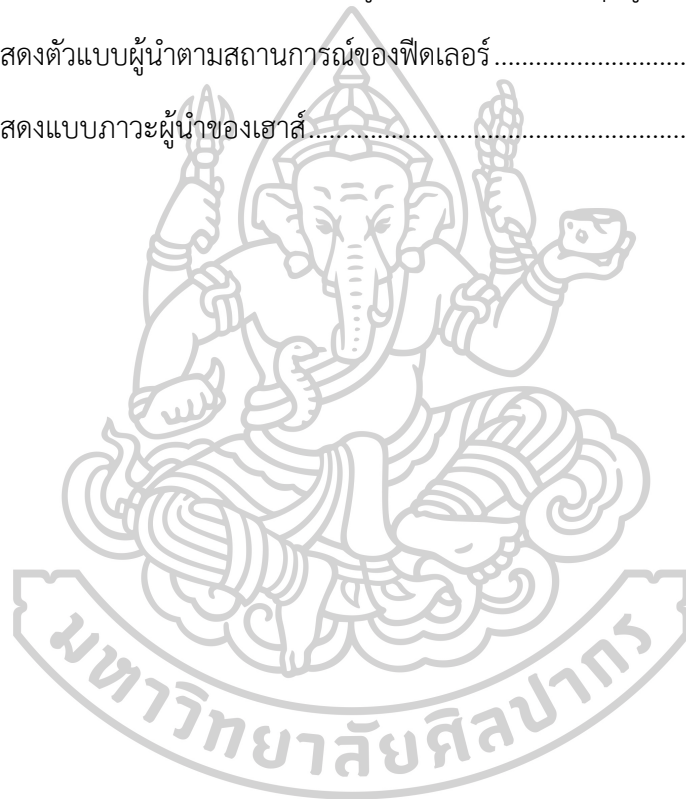 สดงตัวแบบผู้นำตามสถานการณ์ของฟีดเลอร์..........................
สดงแบบภาวะผู้นำของเฮาส์....................................................
มหาวิทยาลัยศิลปากร